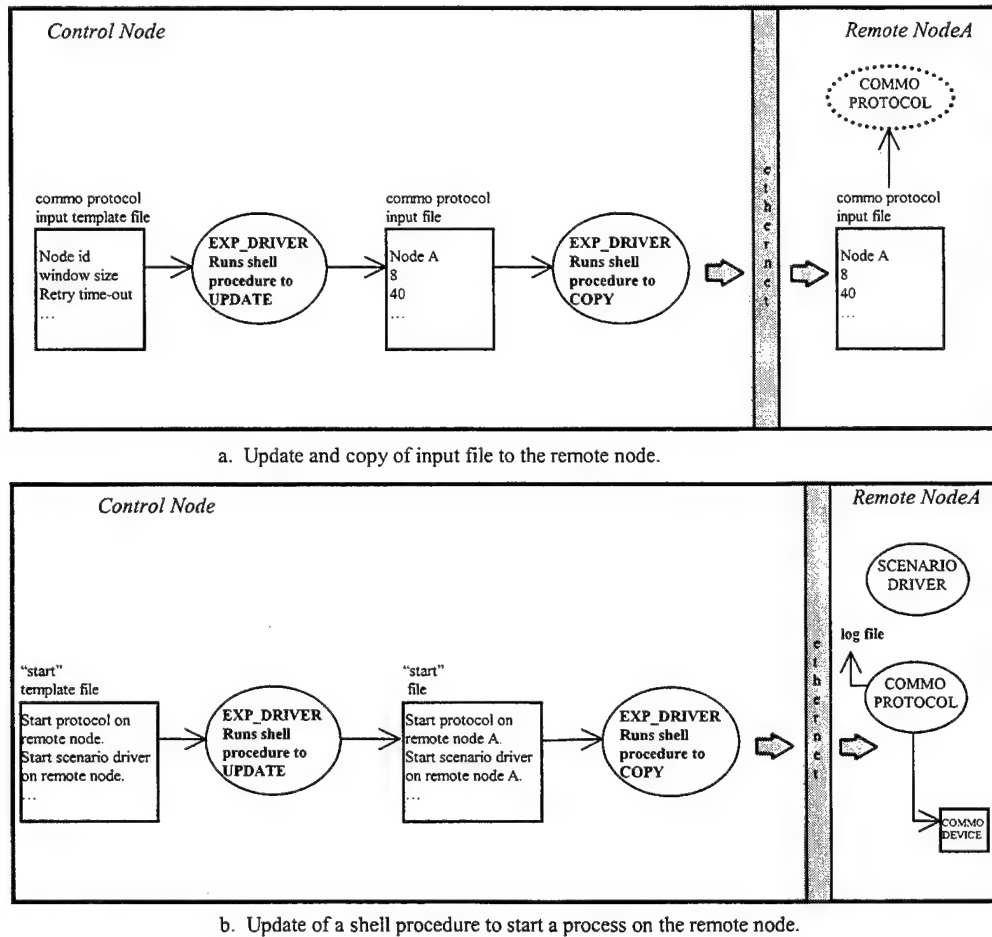 Control Node
Remote NodeA
COMMO
PROTOCOL
commo protocol
input template file
Node id
window size
Retry time-out
...
EXP_DRIVER
Runs shell
procedure to
UPDATE
commo protocol
input file
Node A
8
40
...
EXP_DRIVER
Runs shell
procedure to
COPY
ethernet
commo protocol
input file
Node A
8
40
...
a. Update and copy of input file to the remote node.
Control Node
Remote NodeA
SCENARIO
DRIVER
log file
COMMO
PROTOCOL
COMMO
DEVICE
"start"
template file
Start protocol on
remote node.
Start scenario driver
on remote node.
...
EXP_DRIVER
Runs shell
procedure to
UPDATE
"start"
file
Start protocol on
remote node A.
Start scenario driver
on remote node A.
...
EXP_DRIVER
Runs shell
procedure to
COPY
ethernet
b. Update of a shell procedure to start a process on the remote node.